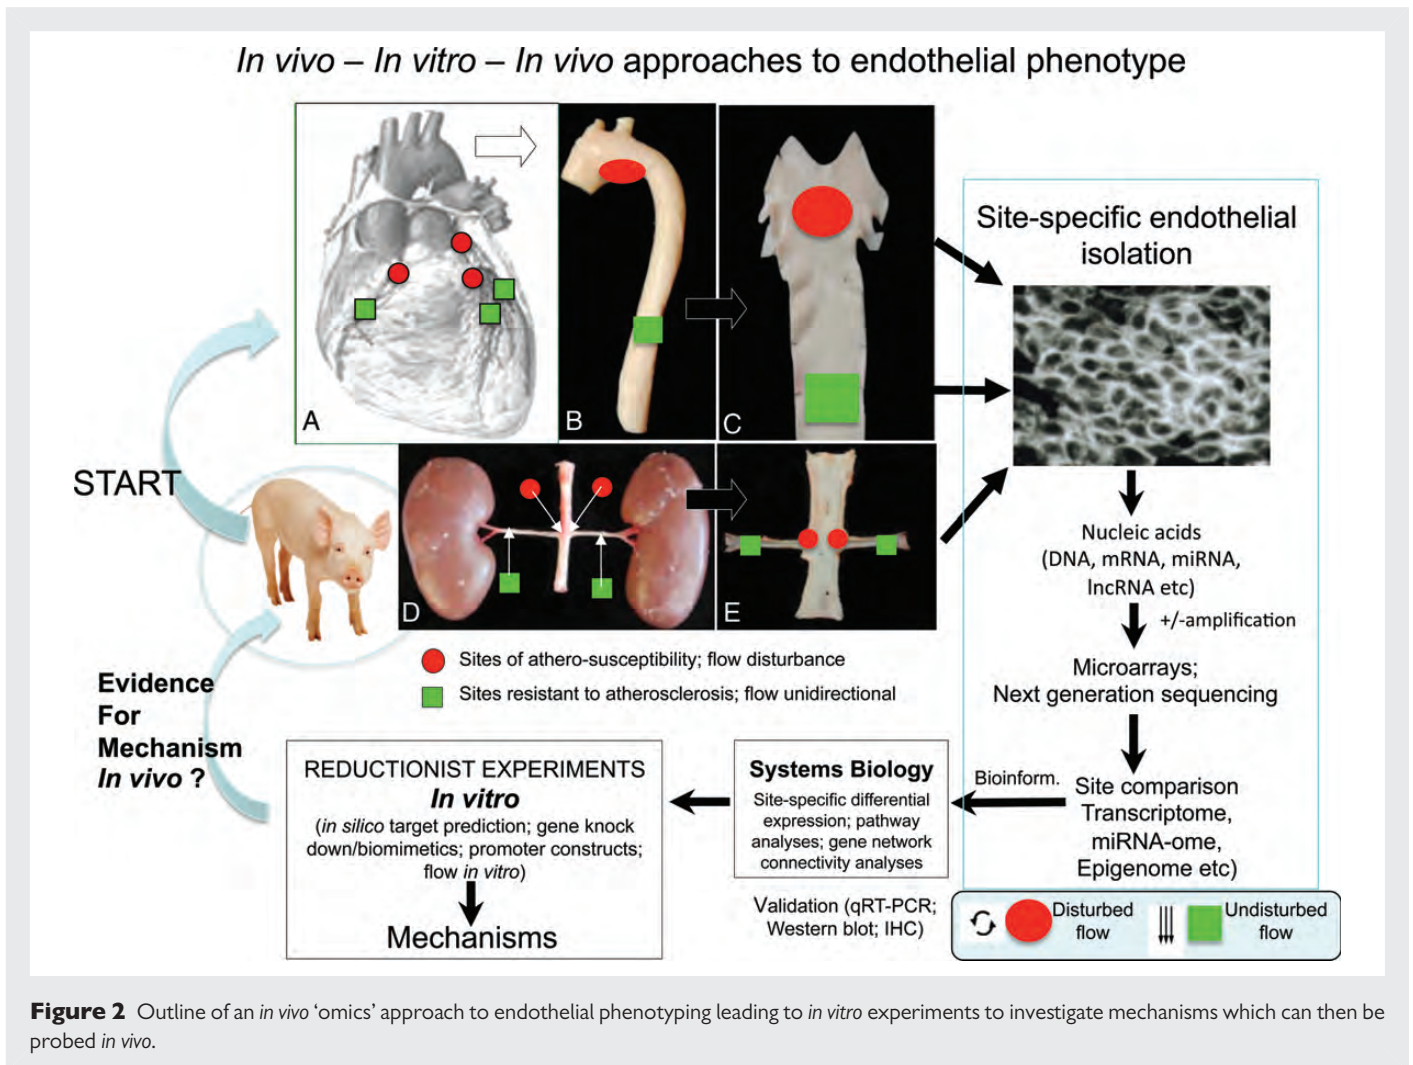 In vivo – In vitro – In vivo approaches to endothelial phenotype
A
B
C
D
E
START
Site-specific endothelial
isolation
Nucleic acids
(DNA, mRNA, miRNA,
lncRNA etc)
+/-amplification
Microarrays;
Next generation sequencing
Site comparison
Transcriptome,
miRNA-ome,
Epigenome etc)
Bioinform.
Sites of athero-susceptibility; flow disturbance
Sites resistant to atherosclerosis; flow unidirectional
Systems Biology
Site-specific differential
expression; pathway
analyses; gene network
connectivity analyses
Validation (qRT-PCR;
Western blot; IHC)
REDUCTIONIST EXPERIMENTS
In vitro
(in silico target prediction; gene knock
down/biomimetics; promoter constructs;
flow in vitro)
Mechanisms
Evidence
For
Mechanism
In vivo ?
Disturbed
flow
Undisturbed
flow
Figure 2 Outline of an in vivo ‘omics’ approach to endothelial phenotyping leading to in vitro experiments to investigate mechanisms which can then be
probed in vivo.